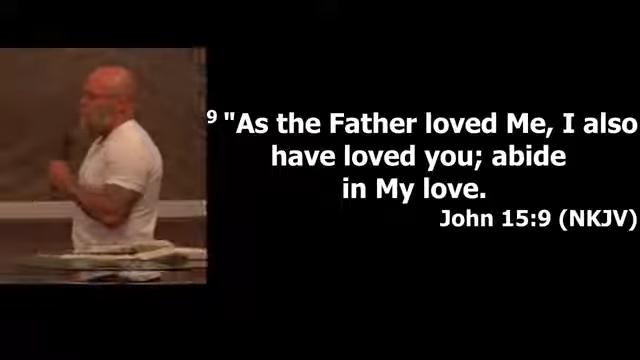 9 "As the Father loved Me, I also
have loved you; abide
in My love.
John 15:9 (NKJV)